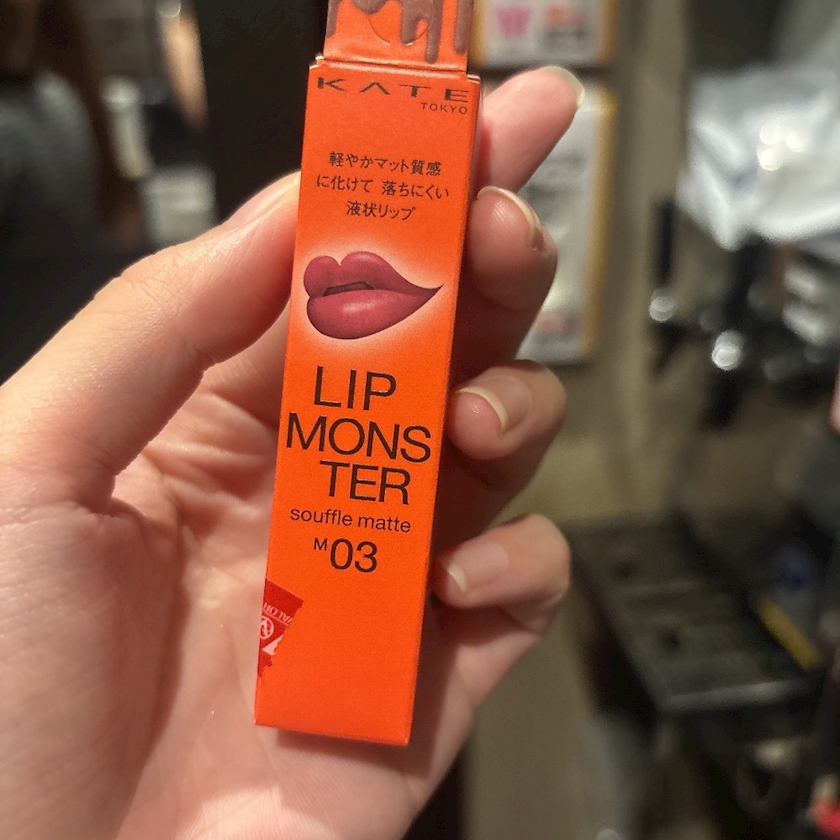 KATE
TOKYO
軽やかマット質感
に化けて 落ちにくい
液状リップ
LIP
MONS
TER
souffle matte
M03